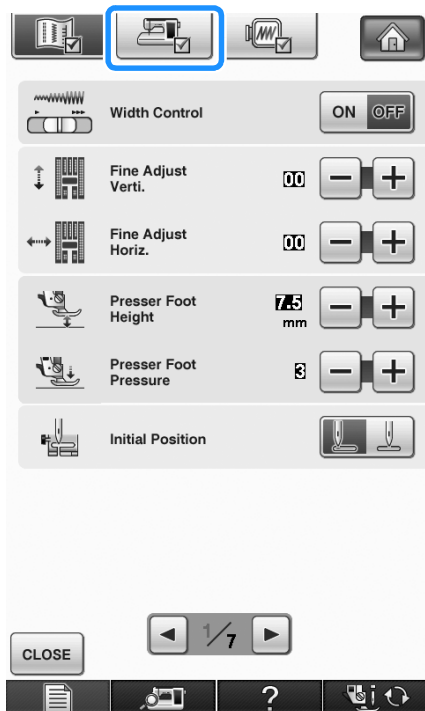 Width Control
ON OFF
Fine Adjust
Verti.
00
Fine Adjust
Horiz.
00
Presser Foot
Height
7.5
mm
Presser Foot
Pressure
3
Initial Position
1/7
CLOSE
?